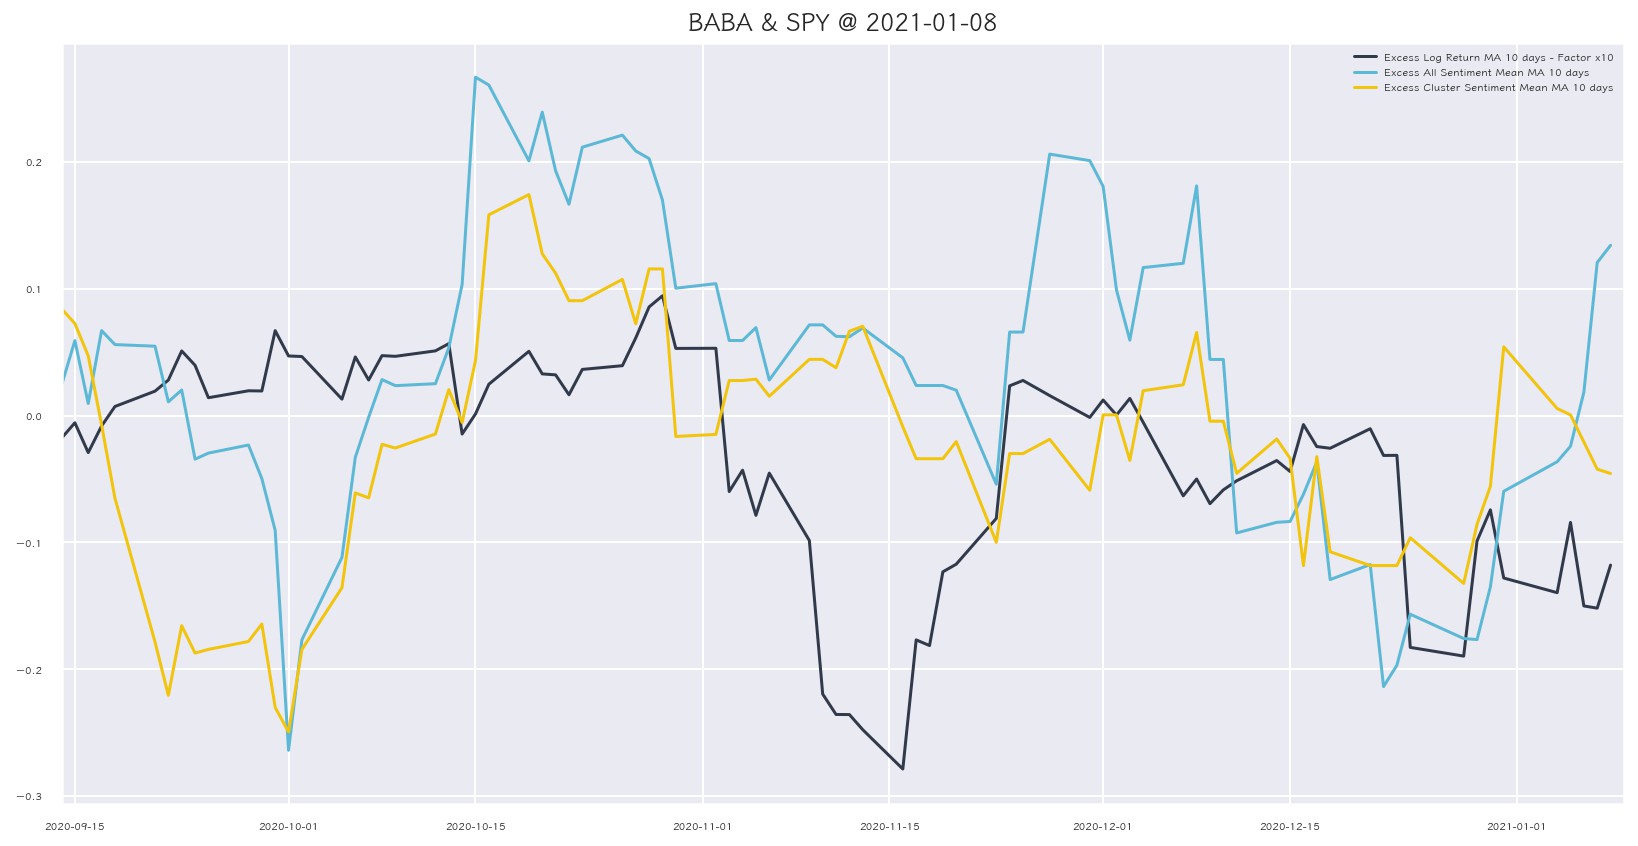 BABA & SPY @ 2021-01-08
Excess Log Return MA 10 days - Factor x10
Excess All Sentiment Mean MA 10 days
Excess Cluster Sentiment Mean MA 10 days
0.2
0.1
0.0
−0.1
−0.2
−0.3
2020-09-15 2020-10-01 2020-10-15 2020-11-01 2020-11-15 2020-12-01 2020-12-15 2021-01-01